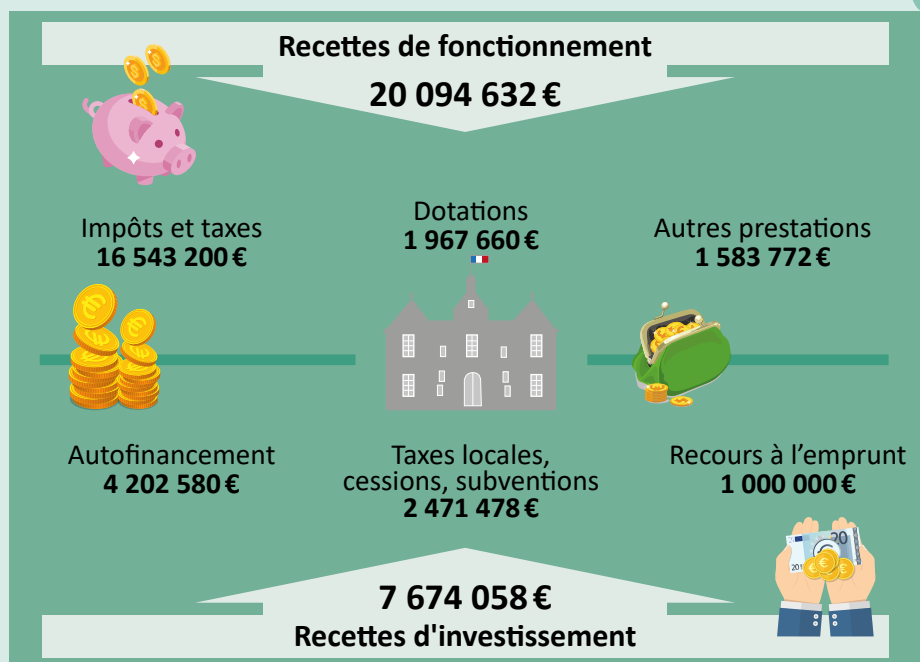 Recettes de fonctionnement
20 094 632 €
Impôts et taxes
16 543 200 €
Dotations
1 967 660 €
Autres prestations
1 583 772 €
Autofinancement
4 202 580 €
Taxes locales,
cessions, subventions
2 471 478 €
Recours à l’emprunt
1 000 000 €
20
201
7 674 058 €
Recettes d'investissement